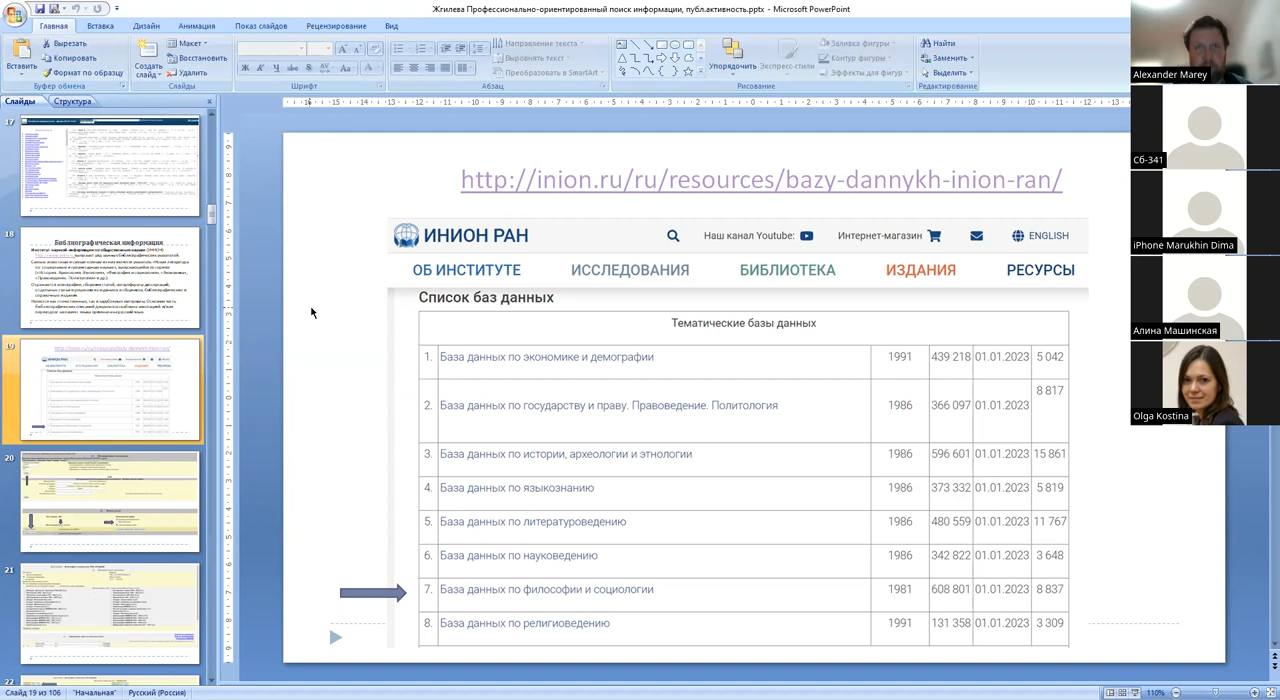 Жгилева Профессионально-ориентированный поиск информации, публ.активность.pptx - Microsoft PowerPoint
Главная Вставка Дизайн Анимация Показ слайдов Рецензирование Вид
Вставить
Вырезать
Копировать
Формат по образцу
Буфер обмена
Создать слайд
Макет
Восстановить
Удалить
Слайды
Шрифт
Направление текста
Выровнять текст
Преобразовать в SmartArt
Абзац
Упорядочить
Экспресс-стили
Заливка фигуры
Контур фигуры
Эффекты для фигур
Рисование
Найти
Заменить
Выделить
Редактирование
Слайды Структура
17
18
Библиографическая информация
19
20
21
22
ttp://inion.ru/ru/resources/bazy-dannykh-inion-ran/
ИНИОН РАН Наш канал Youtube: Интернет-магазин ENGLISH
ОБ ИНСТИТУТЕ ИССЛЕДОВАНИЯ БИБЛИОТЕКА ИЗДАНИЯ РЕСУРСЫ
Список баз данных
Тематические базы данных
1. База данных по экономике и демографии 1991 439 218 01.01.2023 5 042
2. База данных по государству и праву. Правоведение. Политология 1986 366 097 01.01.2023 8 817
3. База данных по истории, археологии и этнологии 1986 596 601 01.01.2023 15 861
4. База данных по языкознанию 1986 373 332 01.01.2023 5 819
5. База данных по литературоведению 1986 480 559 01.01.2023 11 767
6. База данных по науковедению 1986 342 822 01.01.2023 3 648
7. База данных по философии и социологии 1981 608 801 01.01.2023 8 837
8. База данных по религиоведению 1991 131 358 01.01.2023 3 309
Alexander Marey
Сб-341
iPhone Marukhin Dima
Алина Машинская
Olga Kostina
Слайд 19 из 106 "Начальная" Русский (Россия) 110%